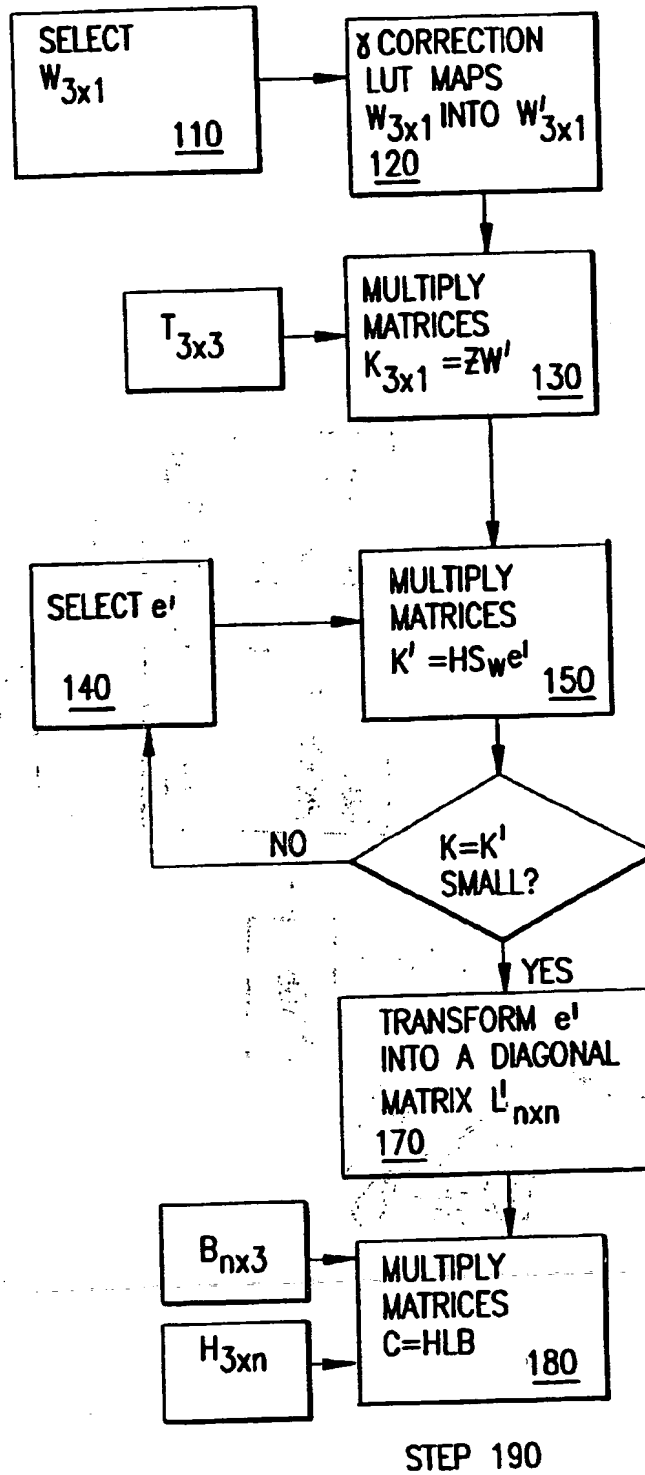 SELECT
W3x1
110
γ CORRECTION
LUT MAPS
W3x1 INTO W'3x1
120
T3x3
MULTIPLY
MATRICES
K3x1 =ZW'
130
SELECT e'
140
MULTIPLY
MATRICES
K' =HSWe'
150
K=K'
SMALL?
NO
YES
TRANSFORM e'
INTO A DIAGONAL
MATRIX L'nxn
170
Bnx3
H3xn
MULTIPLY
MATRICES
C=HLB
180
STEP 190